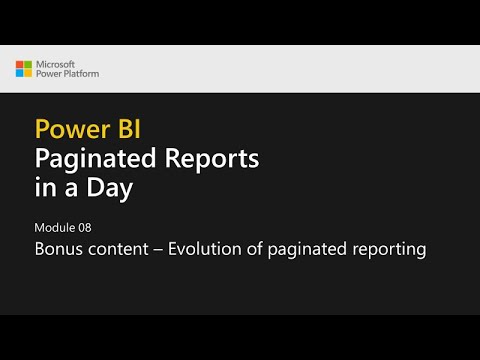 Microsoft
Power Platform
Power BI
Paginated Reports
in a Day
Module 08
Bonus content – Evolution of paginated reporting